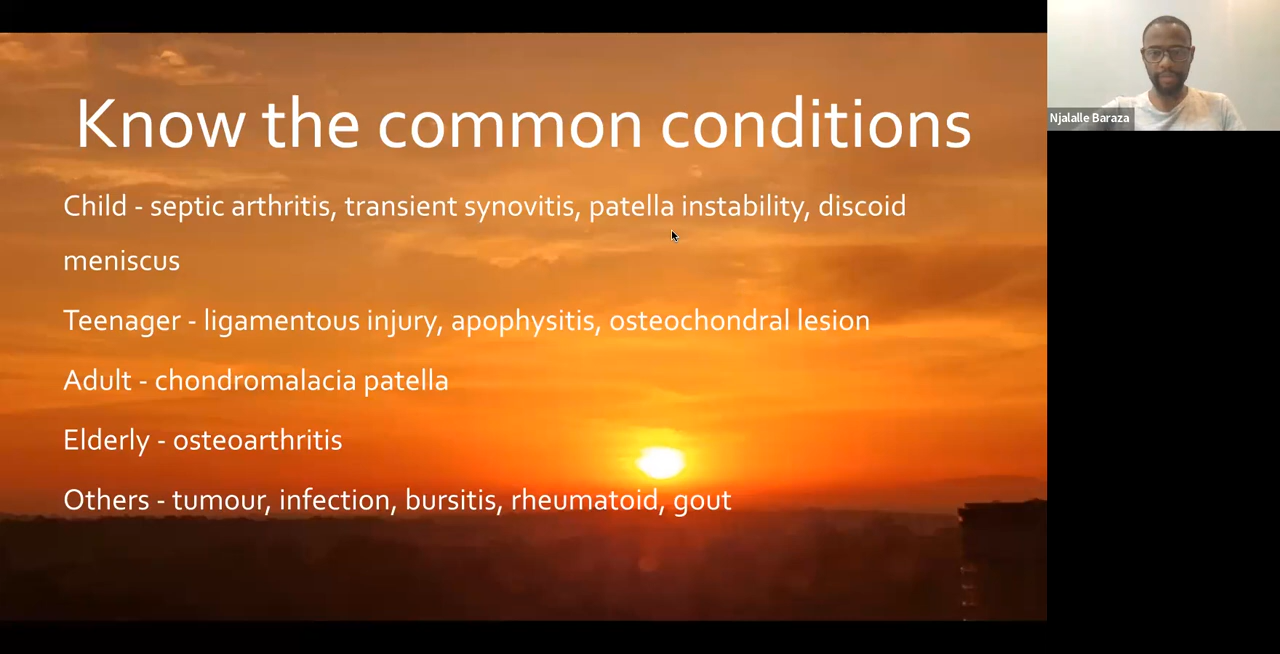 Know the common conditions
Child - septic arthritis, transient synovitis, patella instability, discoid
meniscus
Teenager - ligamentous injury, apophysitis, osteochondral lesion
Adult - chondromalacia patella
Elderly - osteoarthritis
Others - tumour, infection, bursitis, rheumatoid, gout
Njalalle Baraza